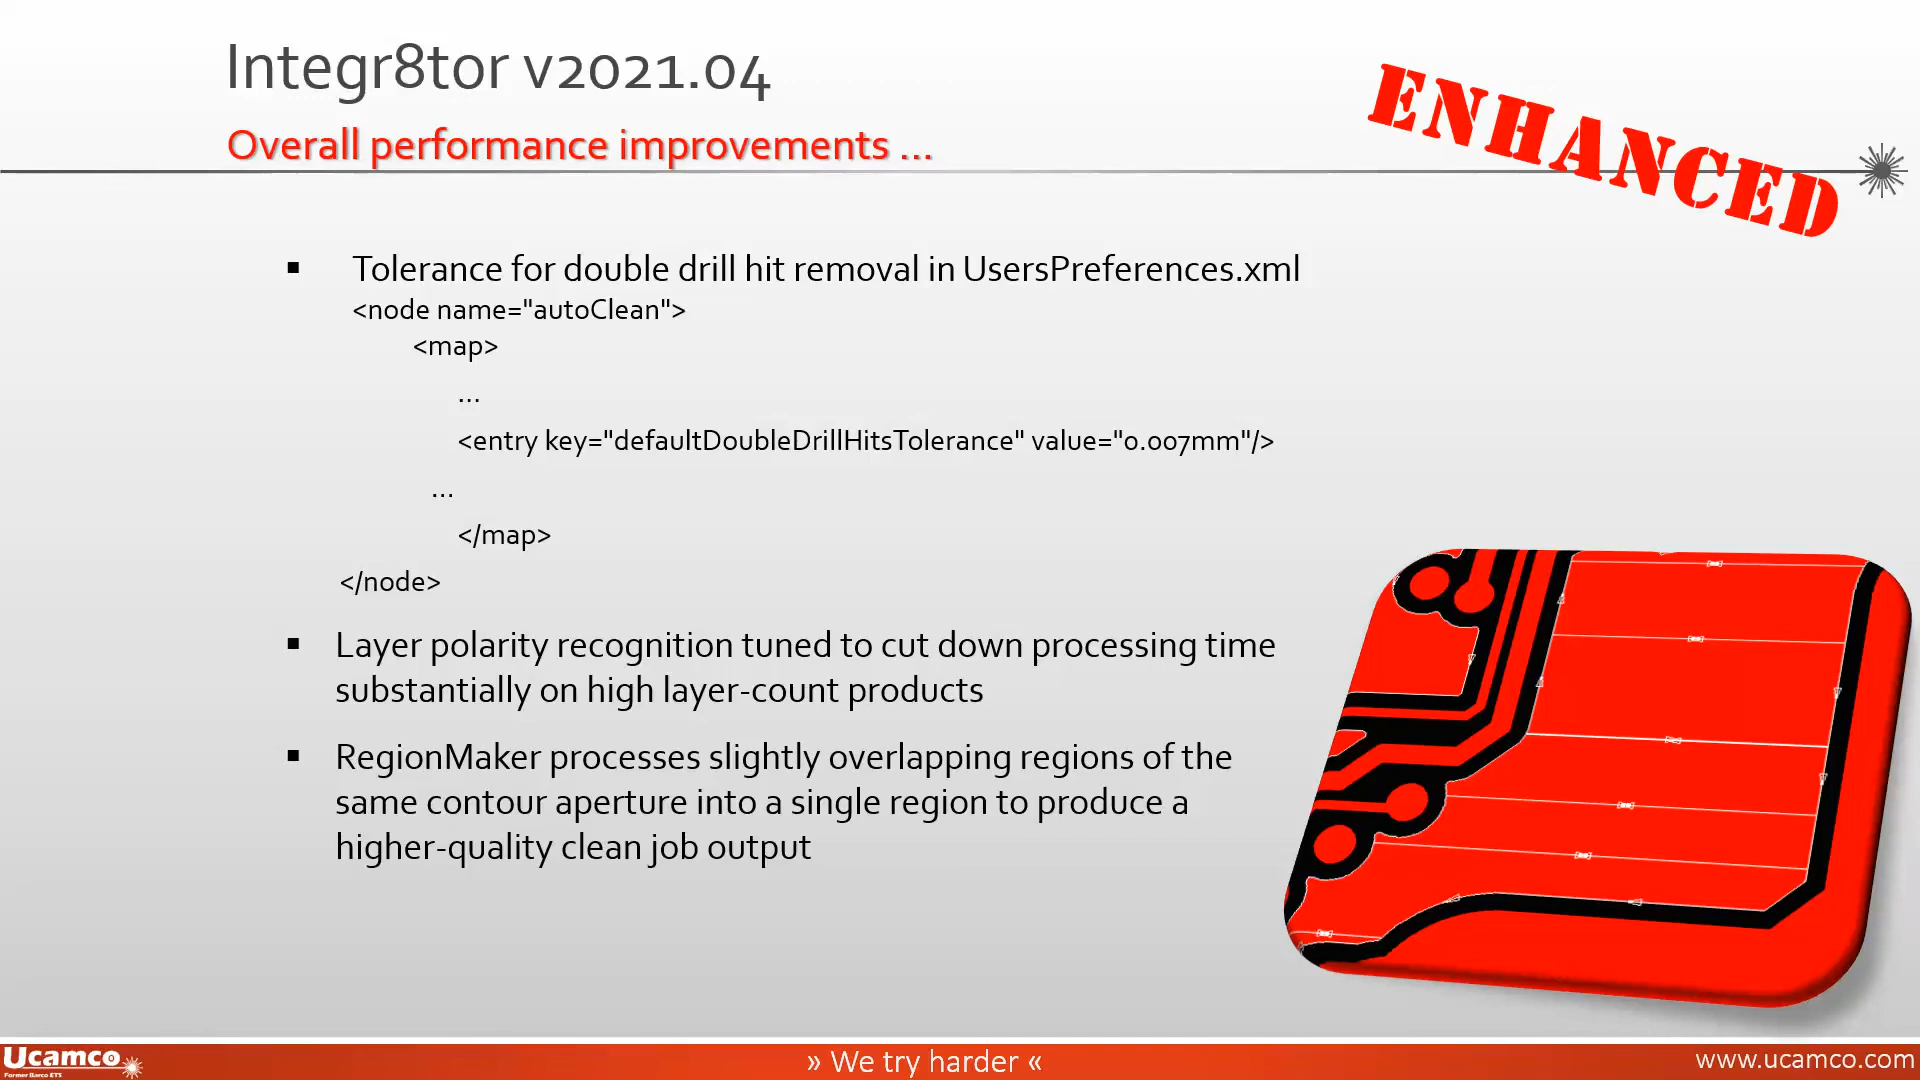 Integr8tor v2021.04
Overall performance improvements ...
ENHANCED
▪ Tolerance for double drill hit removal in UsersPreferences.xml
<node name="autoClean">
<map>
...
<entry key="defaultDoubleDrillHitsTolerance" value="0.007mm"/>
...
</map>
</node>
▪ Layer polarity recognition tuned to cut down processing time
substantially on high layer-count products
▪ RegionMaker processes slightly overlapping regions of the
same contour aperture into a single region to produce a
higher-quality clean job output
Ucamco
Former Barco ETS
» We try harder «
www.ucamco.com